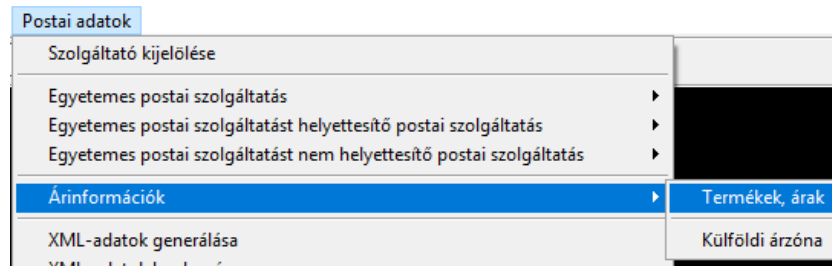 Postai adatok
Szolgáltató kijelölése
Egyetemes postai szolgáltatás
Egyetemes postai szolgáltatást helyettesítő postai szolgáltatás
Egyetemes postai szolgáltatást nem helyettesítő postai szolgáltatás
Árinformációk
Termékek, árak
XML-adatok generálása
Külföldi árzóna